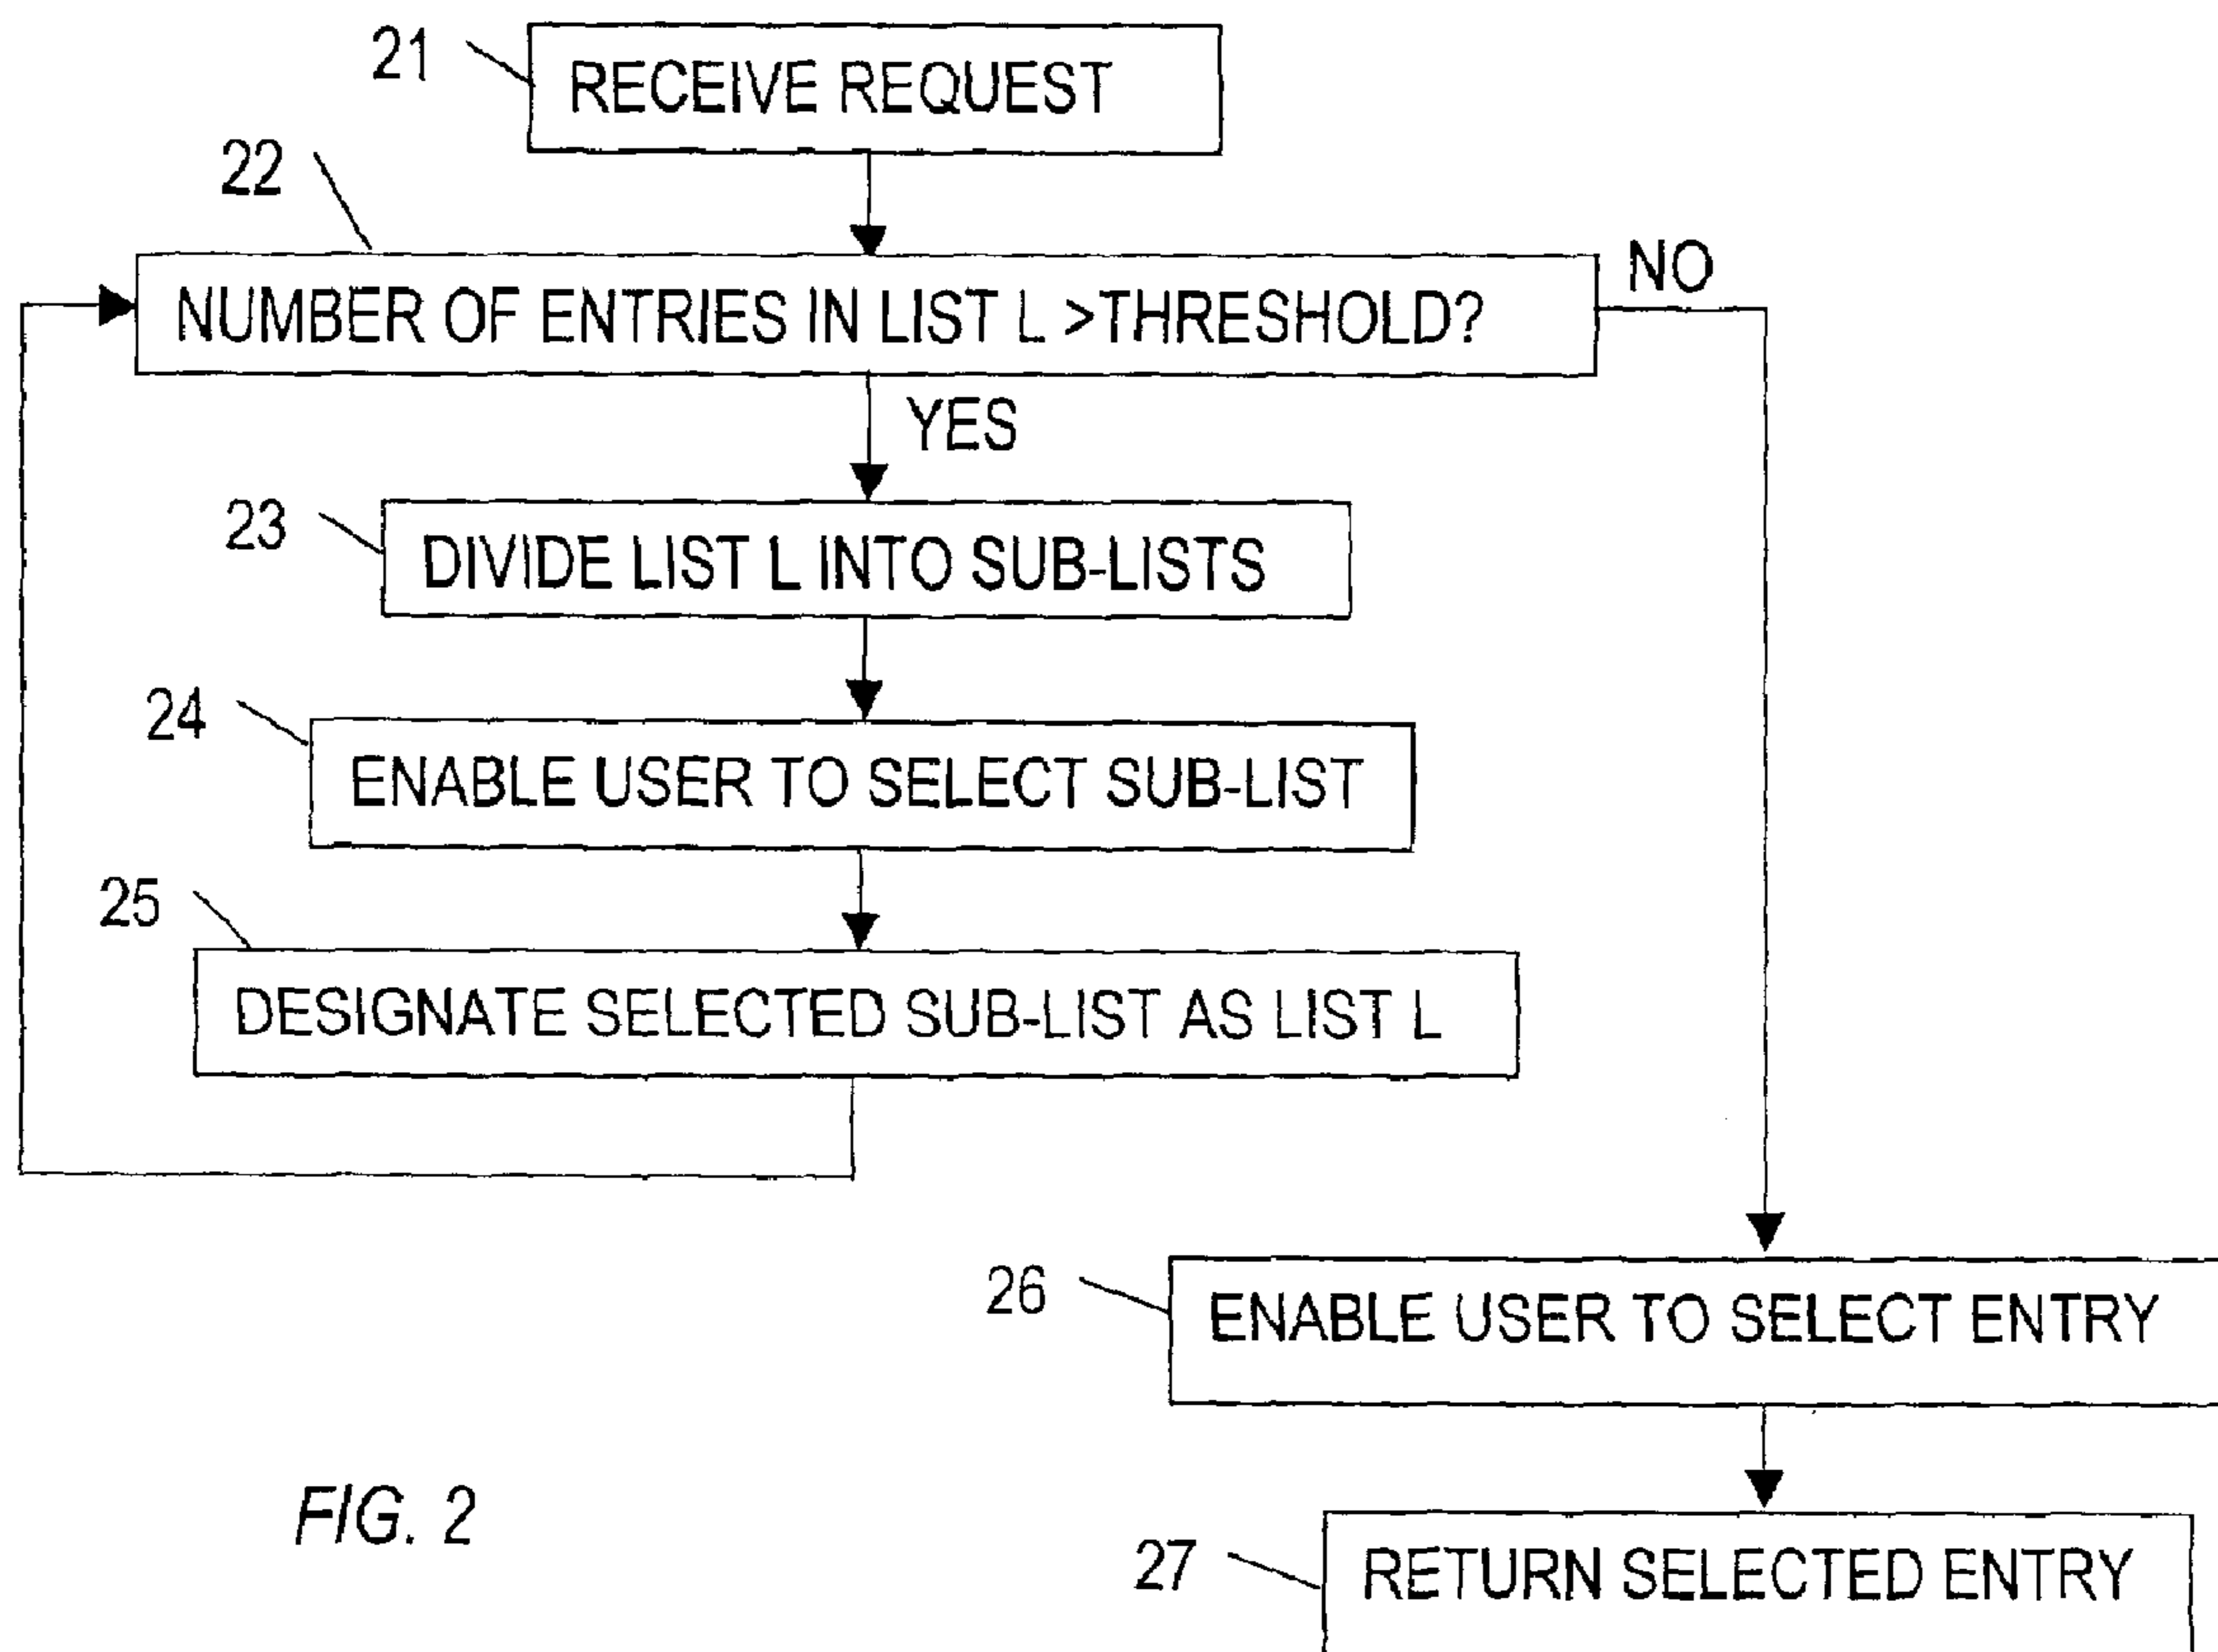 21
RECEIVE REQUEST
22
NUMBER OF ENTRIES IN LIST L >THRESHOLD?
NO
YES
23
DIVIDE LIST L INTO SUB-LISTS
24
ENABLE USER TO SELECT SUB-LIST
25
DESIGNATE SELECTED SUB-LIST AS LIST L
26
ENABLE USER TO SELECT ENTRY
27
RETURN SELECTED ENTRY
FIG. 2